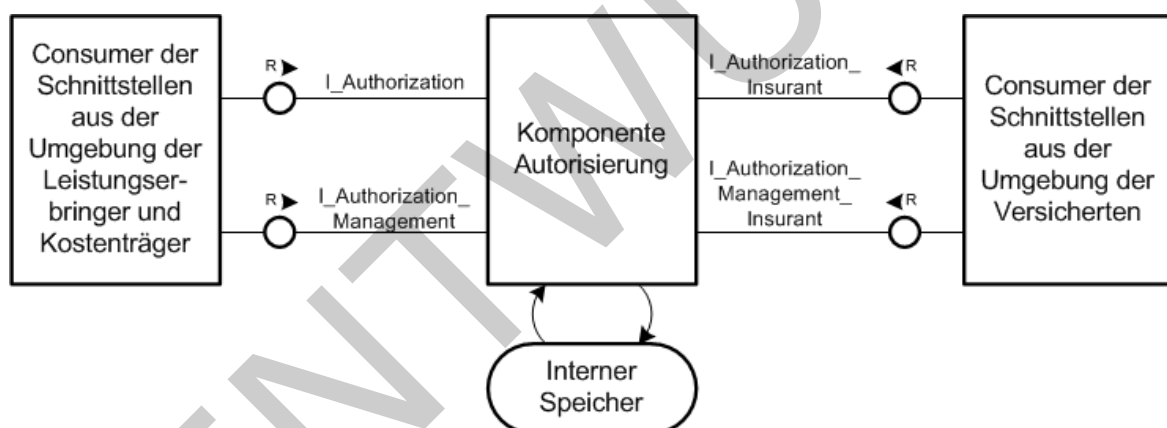 Consumer der
Schnittstellen
aus der
Umgebung der
Leistungser-
bringer und
Kostenträger
R
I_Authorization
R
I_Authorization_
Management
Komponente
Autorisierung
I_Authorization_
Insurant
R
I_Authorization_
Management_
Insurant
R
Consumer der
Schnittstellen
aus der
Umgebung der
Versicherten
Interner
Speicher